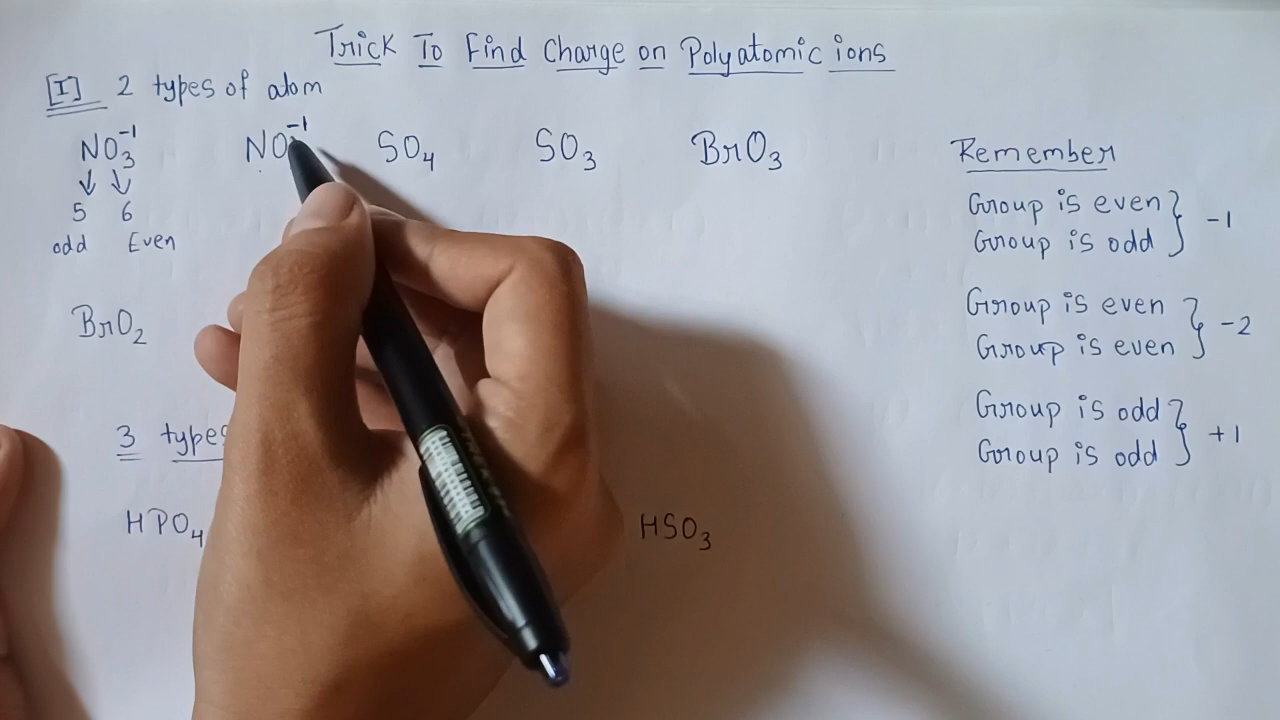 Trick To Find Charge on Polyatomic ions
[I] 2 types of atom
NO₃⁻¹ NO⁻¹ SO₄ SO₃ BrO₃
↓ ↓
5 6
odd Even
BrO₂
3 types
HPO₄ HSO₃
Remember
Group is even
Group is odd } -1
Group is even
Group is even } -2
Group is odd
Group is odd } +1